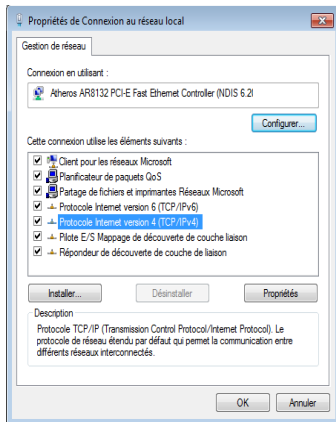 Propriétés de Connexion au réseau local
Gestion de réseau
Connexion en utilisant :
Atheros AR8132 PCI-E Fast Ethernet Controller (NDIS 6.2(
Configurer...
Cette connexion utilise les éléments suivants :
Client pour les réseaux Microsoft
Planificateur de paquets QoS
Partage de fichiers et imprimantes Réseaux Microsoft
Protocole Internet version 6 (TCP/IPv6)
Protocole Internet version 4 (TCP/IPv4)
Pilote E/S Mappage de découverte de couche liaison
Répondeur de découverte de couche de liaison
Installer...
Désinstaller
Propriétés
Description
Protocole TCP/IP (Transmission Control Protocol/Internet Protocol). Le
protocole de réseau étendu par défaut qui permet la communication entre
différents réseaux interconnectés.
OK
Annuler